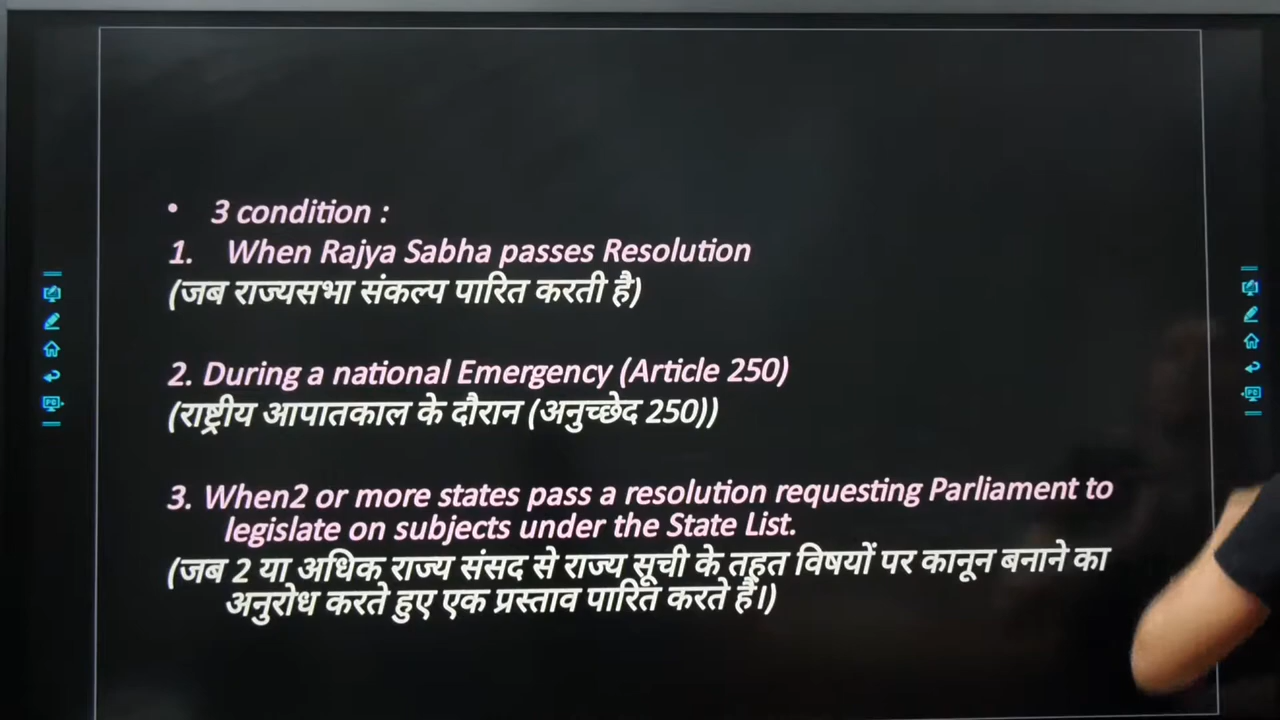 • 3 condition :
1. When Rajya Sabha passes Resolution
(जब राज्यसभा संकल्प पारित करती है)
2. During a national Emergency (Article 250)
(राष्ट्रीय आपातकाल के दौरान (अनुच्छेद 250))
3. When2 or more states pass a resolution requesting Parliament to
legislate on subjects under the State List.
(जब 2 या अधिक राज्य संसद से राज्य सूची के तहत विषयों पर कानून बनाने का
अनुरोध करते हुए एक प्रस्ताव पारित करते हैं।)